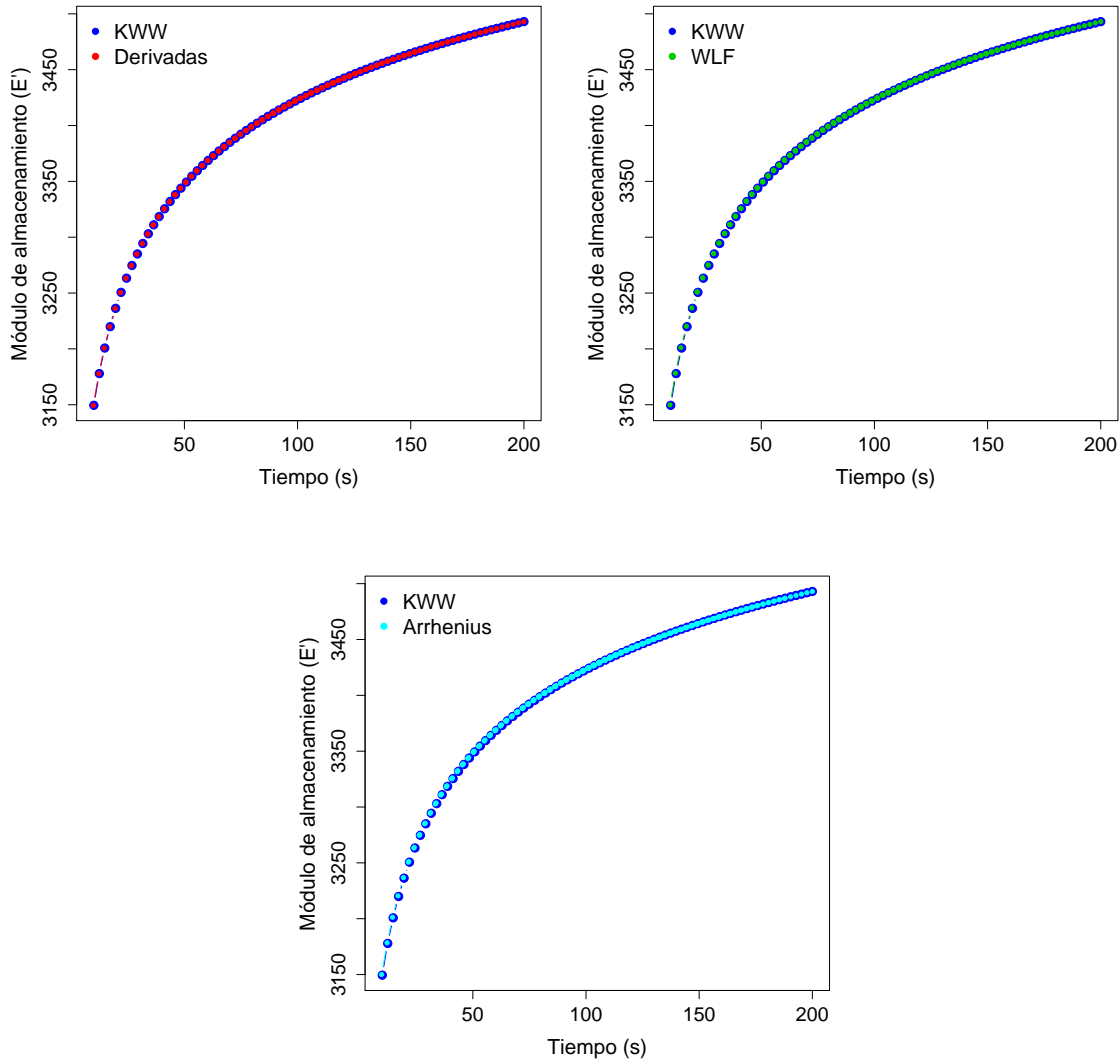 KWW
Derivadas
3150
3250
3350
3450
Módulo de almacenamiento (E')
50
100
150
200
Tiempo (s)
KWW
WLF
3150
3250
3350
3450
Módulo de almacenamiento (E')
50
100
150
200
Tiempo (s)
KWW
Arrhenius
3150
3250
3350
3450
Módulo de almacenamiento (E')
50
100
150
200
Tiempo (s)